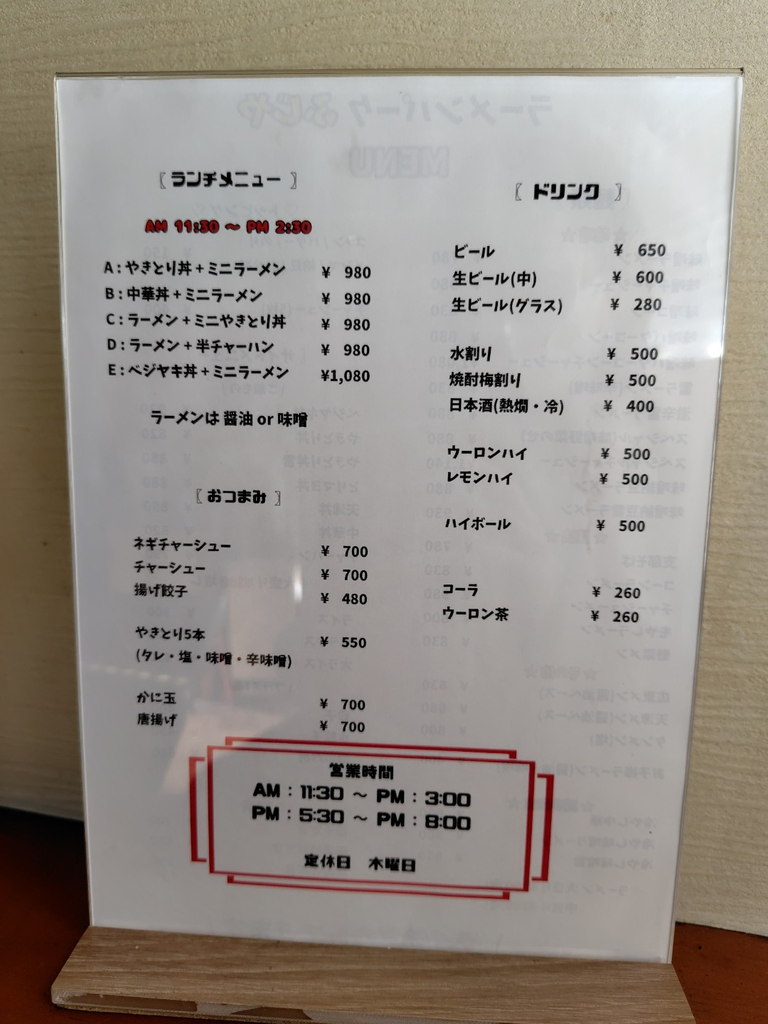 〖ランチメニュー〗
AM 11:30 〜 PM 2:30
A：やきとり丼＋ミニラーメン ¥ 980
B：中華丼＋ミニラーメン ¥ 980
C：ラーメン＋ミニやきとり丼 ¥ 980
D：ラーメン＋半チャーハン ¥ 980
E：ベジヤキ丼＋ミニラーメン ¥1,080
ラーメンは 醤油 or 味噌
〖おつまみ〗
ネギチャーシュー ¥ 700
チャーシュー ¥ 700
揚げ餃子 ¥ 480
やきとり5本 ¥ 550
(タレ・塩・味噌・辛味噌)
かに玉 ¥ 700
唐揚げ ¥ 700
〖ドリンク〗
ビール ¥ 650
生ビール(中) ¥ 600
生ビール(グラス) ¥ 280
水割り ¥ 500
焼酎梅割り ¥ 500
日本酒(熱燗・冷) ¥ 400
ウーロンハイ ¥ 500
レモンハイ ¥ 500
ハイボール ¥ 500
コーラ ¥ 260
ウーロン茶 ¥ 260
営業時間
AM：11:30 〜 PM：3:00
PM：5:30 〜 PM：8:00
定休日 木曜日